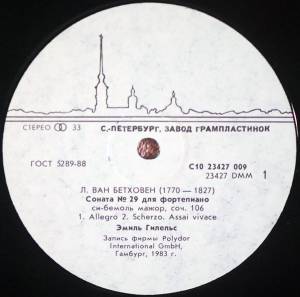 СТЕРЕО 33
С.-ПЕТЕРБУРГ, ЗАВОД ГРАМПЛАСТИНОК
ГОСТ 5289-88
С10 23427 009
23427 DMM 1
Л. ВАН БЕТХОВЕН (1770 — 1827)
Соната № 29 для фортепиано
си-бемоль мажор, соч. 106
1. Allegro 2. Scherzo. Assai vivace
Эмиль Гилельс
Запись фирмы Polydor
International GmbH,
Гамбург, 1983 г.